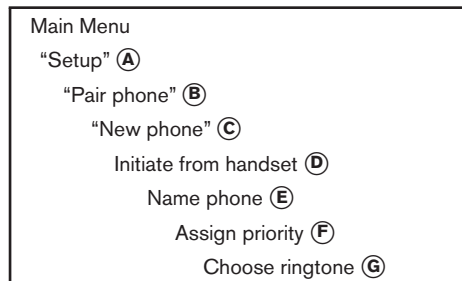 Main Menu
“Setup” Ⓐ
“Pair phone” Ⓑ
“New phone” Ⓒ
Initiate from handset Ⓓ
Name phone Ⓔ
Assign priority Ⓕ
Choose ringtone Ⓖ